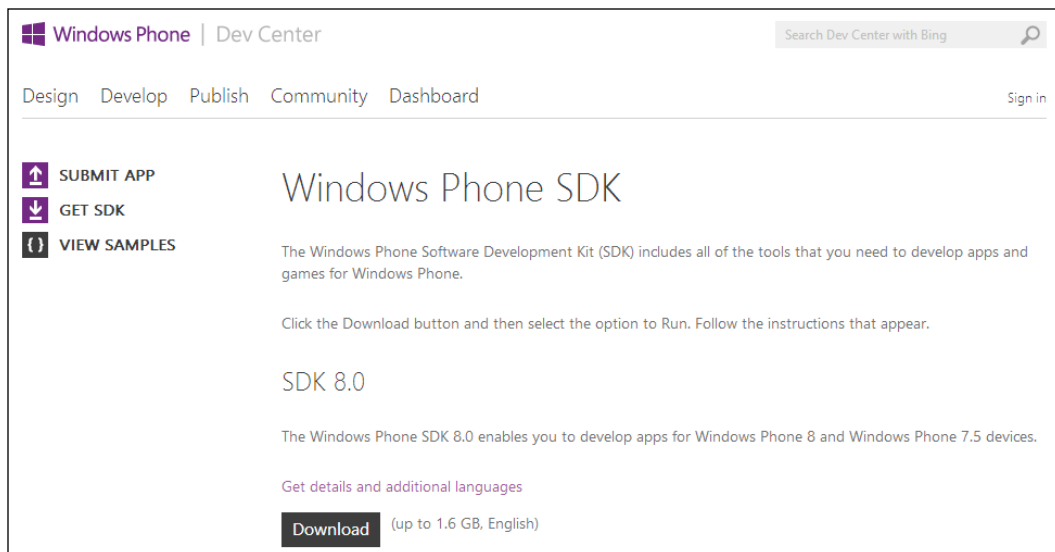 Windows Phone | Dev Center
Search Dev Center with Bing
Design Develop Publish Community Dashboard
Sign in
SUBMIT APP
GET SDK
VIEW SAMPLES
Windows Phone SDK
The Windows Phone Software Development Kit (SDK) includes all of the tools that you need to develop apps and
games for Windows Phone.
Click the Download button and then select the option to Run. Follow the instructions that appear.
SDK 8.0
The Windows Phone SDK 8.0 enables you to develop apps for Windows Phone 8 and Windows Phone 7.5 devices.
Get details and additional languages
Download (up to 1.6 GB, English)